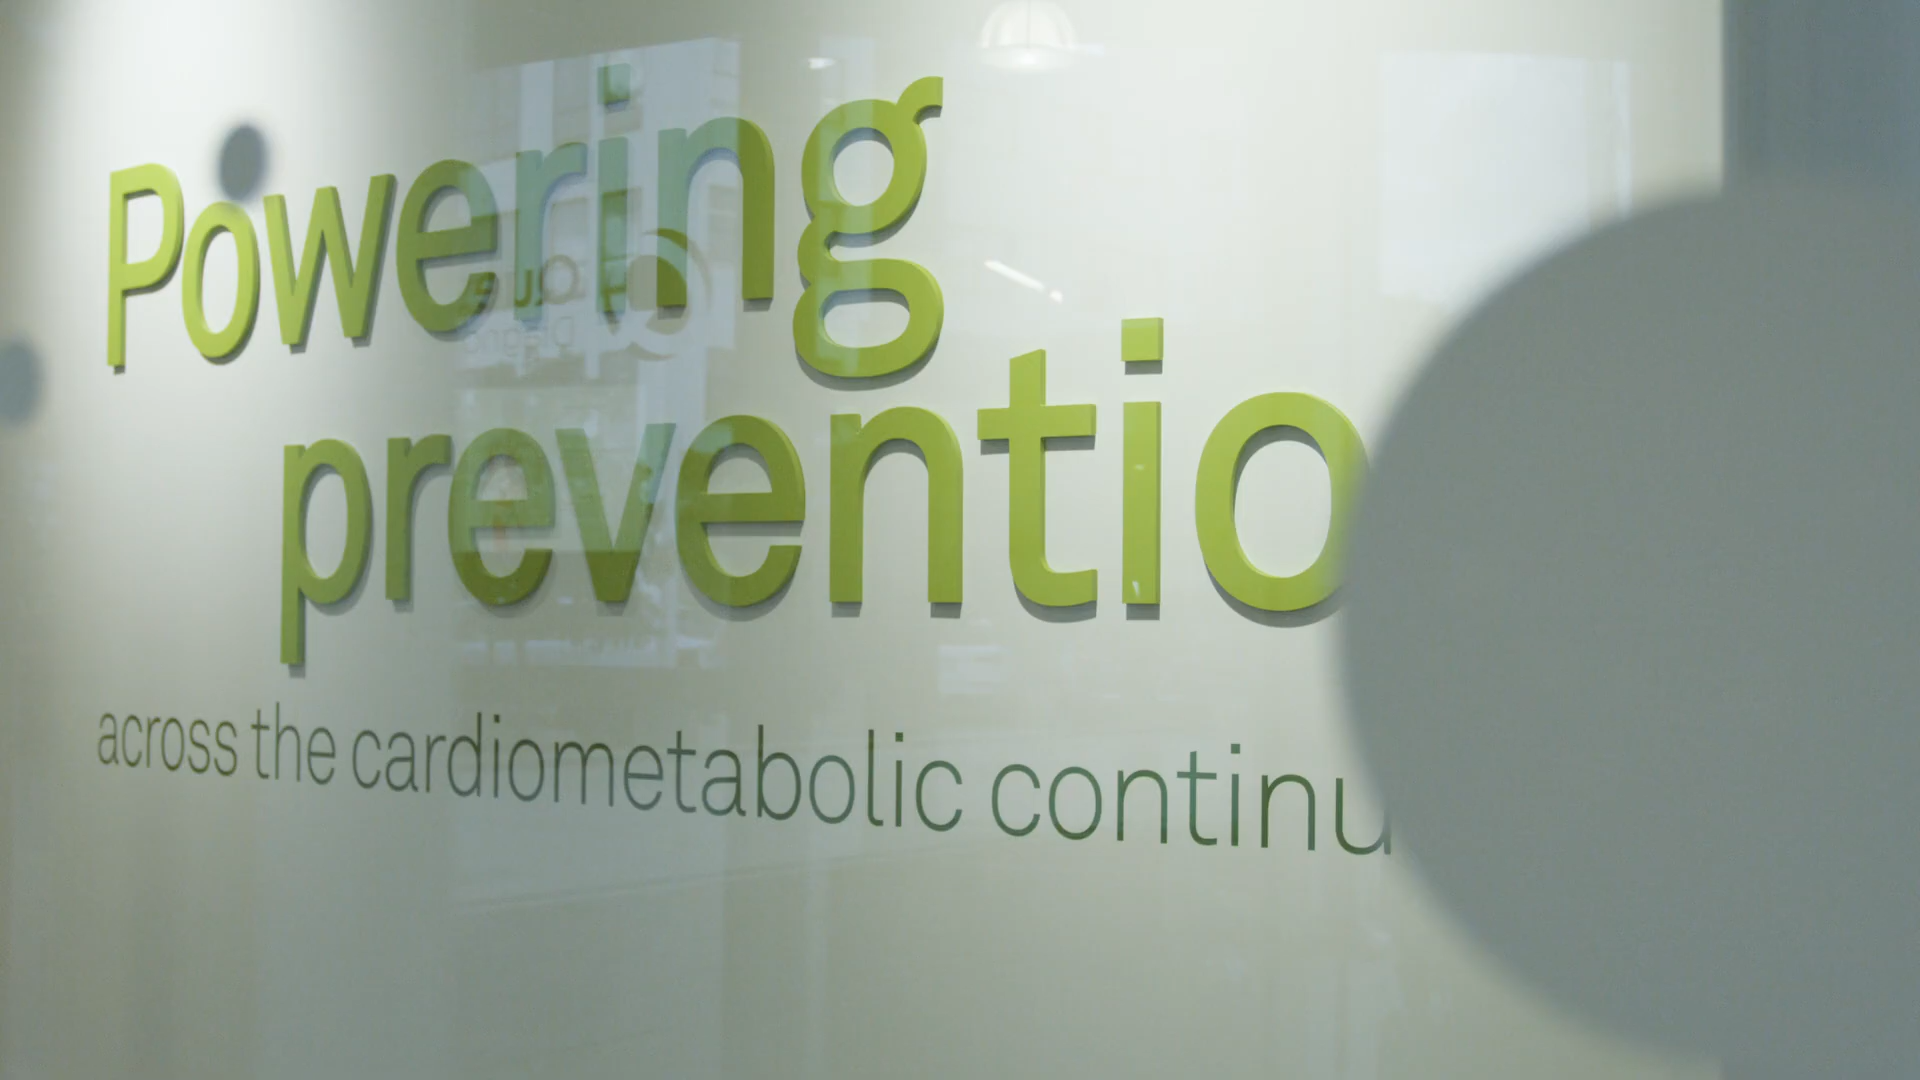 Powering
preventio
across the cardiometabolic continu